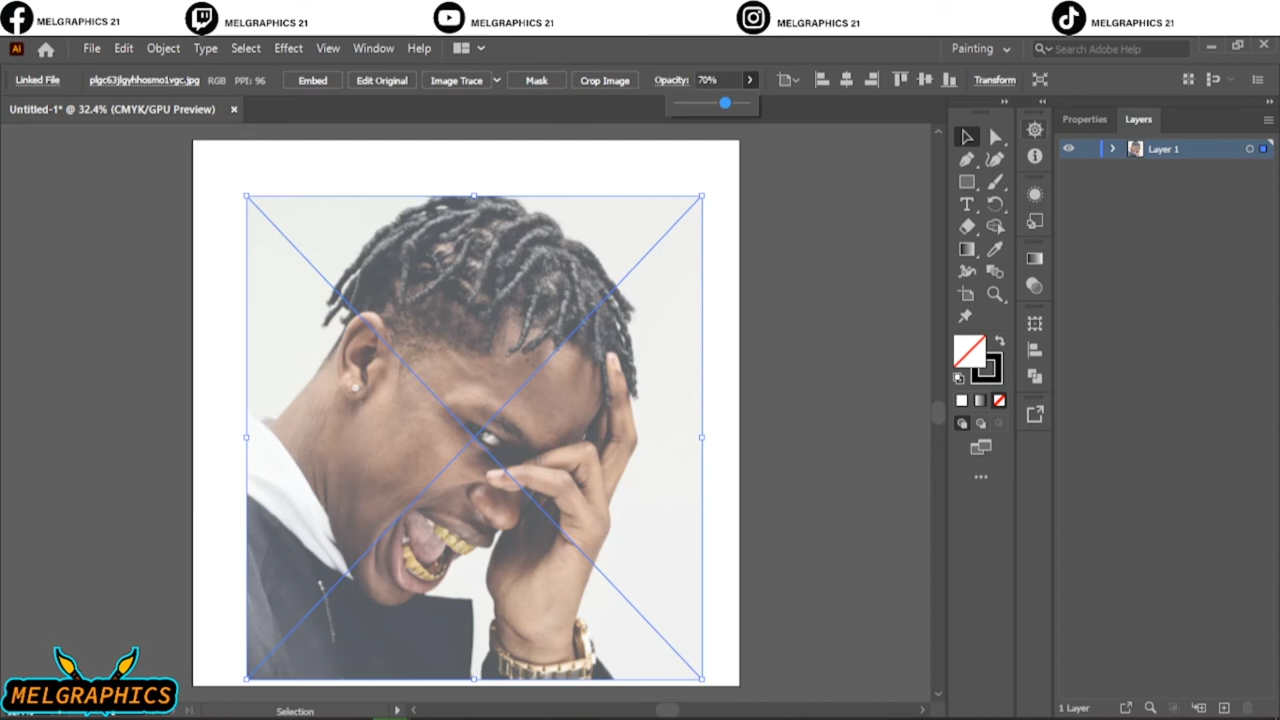 MELGRAPHICS 21 MELGRAPHICS 21 MELGRAPHICS 21 MELGRAPHICS 21 MELGRAPHICS 21
Ai File Edit Object Type Select Effect View Window Help Painting Search Adobe Help
Linked File plgc63jlgyhhosmo1vgc.jpg RGB PPI: 96 Embed Edit Original Image Trace Mask Crop Image Opacity: 70% Transform
Untitled-1* @ 32.4% (CMYK/GPU Preview) ×
Properties Layers
Layer 1
MELGRAPHICS
Selection
1 Layer